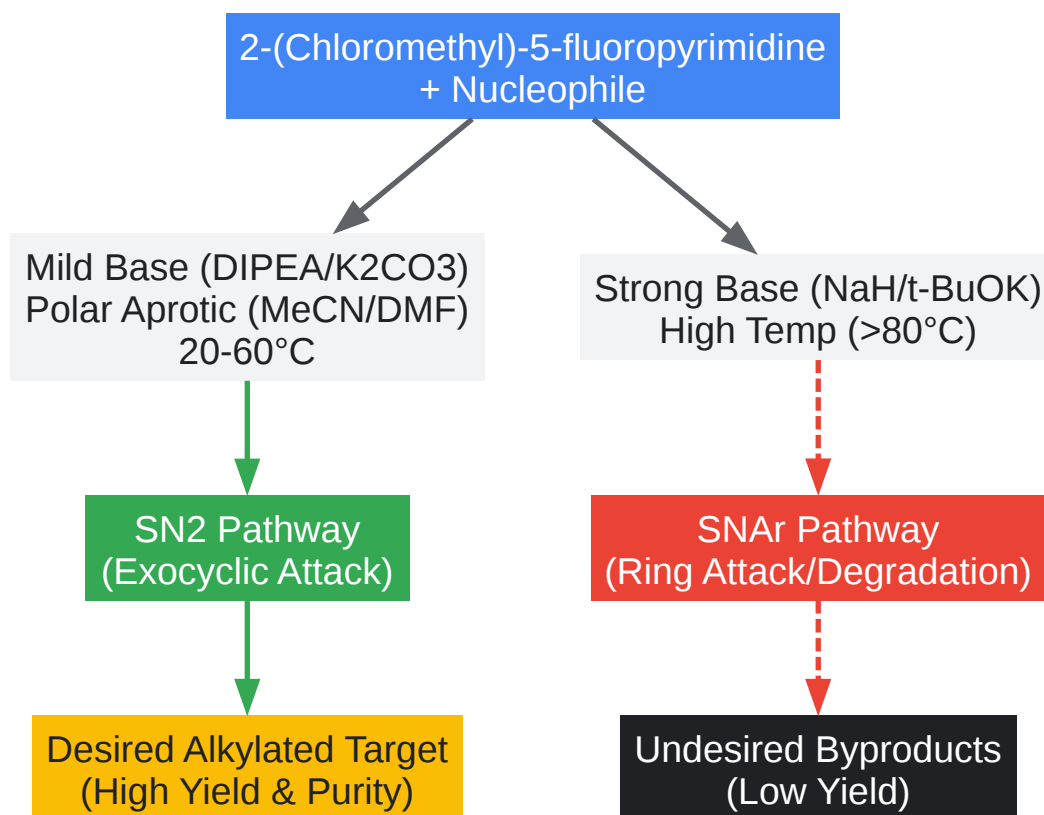 2-(Chloromethyl)-5-fluoropyrimidine
+ Nucleophile
Mild Base (DIPEA/K2CO3)
Polar Aprotic (MeCN/DMF)
20-60°C
Strong Base (NaH/t-BuOK)
High Temp (>80°C)
SN2 Pathway
(Exocyclic Attack)
SNAr Pathway
(Ring Attack/Degradation)
Desired Alkylated Target
(High Yield & Purity)
Undesired Byproducts
(Low Yield)